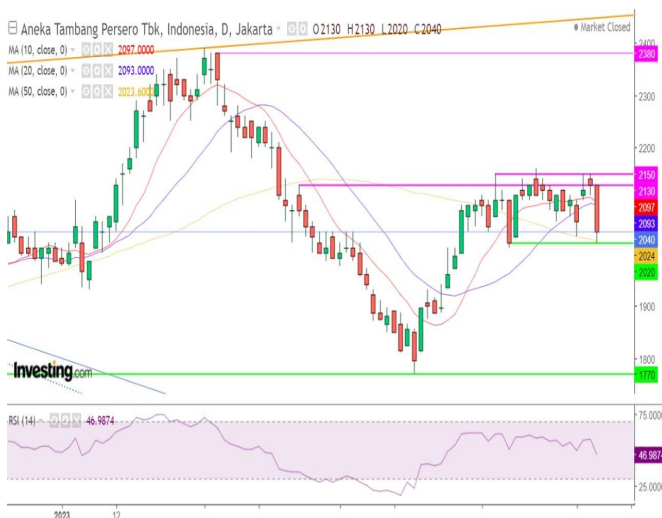 Aneka Tambang Persero Tbk, Indonesia, D, Jakarta O2130 H2130 L2020 C2040
Market Closed
MA (10, close, 0) 2097.0000
MA (20, close, 0) 2093.0000
MA (50, close, 0) 2023.6000
2400
2380
2200
2150
2130
2097
2093
2040
2024
2020
1900
1800
1770
Investing.com
RSI (14) 46.9874
75.0000
46.9874
25.0000
2023
12